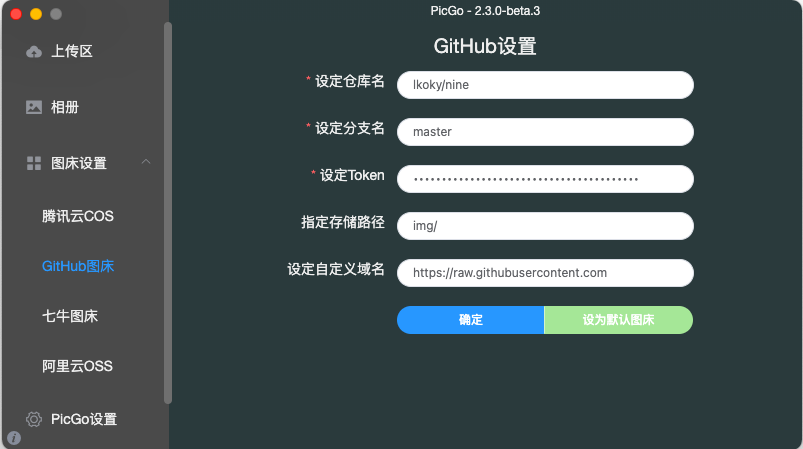 PicGo - 2.3.0-beta.3
上传区
相册
图床设置
腾讯云COS
GitHub图床
七牛图床
阿里云OSS
PicGo设置
GitHub设置
* 设定仓库名 lkoky/nine
* 设定分支名 master
* 设定Token ••••••••••••••••••••••••••••••••••••••••
指定存储路径 img/
设定自定义域名 https://raw.githubusercontent.com
确定 设为默认图床